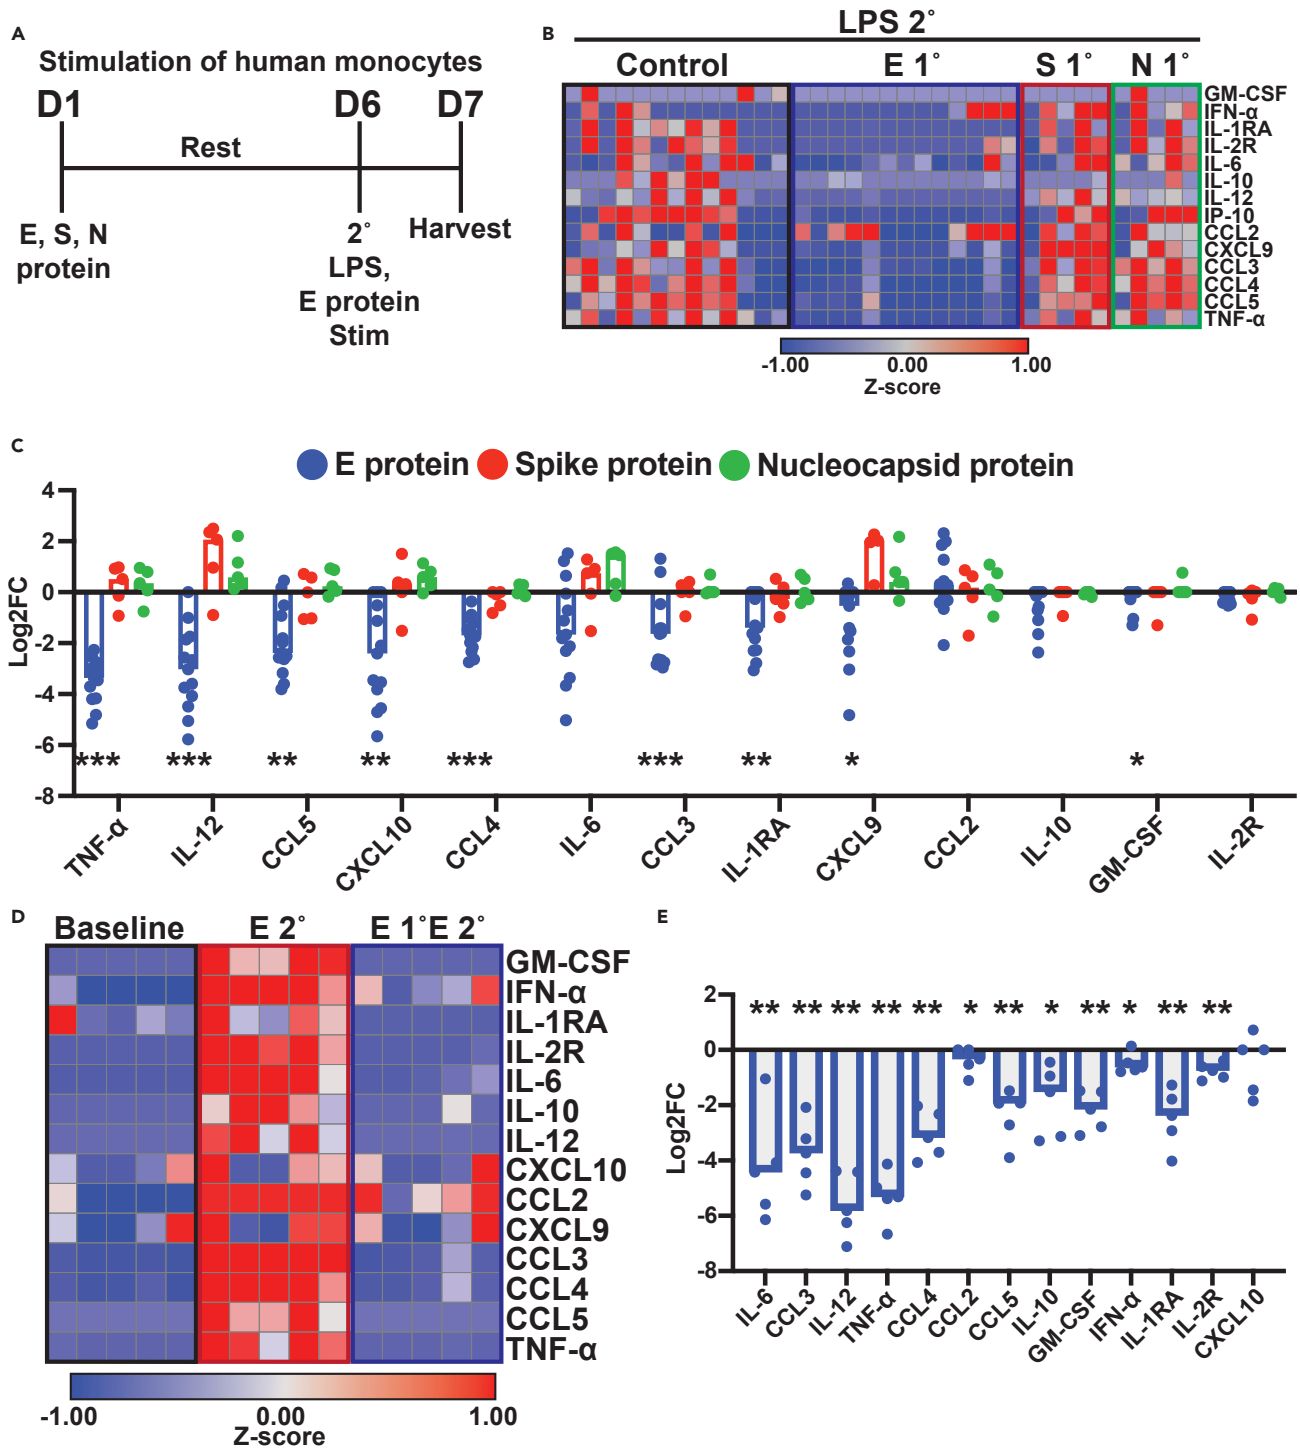 A
Stimulation of human monocytes
D1 D6 D7
Rest
E, S, N
protein
2°
LPS,
E protein
Stim
Harvest
B
LPS 2°
Control E 1° S 1° N 1°
GM-CSF
IFN-α
IL-1RA
IL-2R
IL-6
IL-10
IL-12
IP-10
CCL2
CXCL9
CCL3
CCL4
CCL5
TNF-α
-1.00 0.00 1.00
Z-score
C
E protein Spike protein Nucleocapsid protein
Log2FC
4
2
0
-2
-4
-6
-8
*** *** ** ** *** *** ** * *
TNF-α IL-12 CCL5 CXCL10 CCL4 IL-6 CCL3 IL-1RA CXCL9 CCL2 IL-10 GM-CSF IL-2R
D
Baseline E 2° E 1°E 2°
GM-CSF
IFN-α
IL-1RA
IL-2R
IL-6
IL-10
IL-12
CXCL10
CCL2
CXCL9
CCL3
CCL4
CCL5
TNF-α
-1.00 0.00 1.00
Z-score
E
Log2FC
2
0
-2
-4
-6
-8
** ** ** ** ** * ** * ** * ** **
IL-6 CCL3 IL-12 TNF-α CCL4 CCL2 CCL5 IL-10 GM-CSF IFN-α IL-1RA IL-2R CXCL10